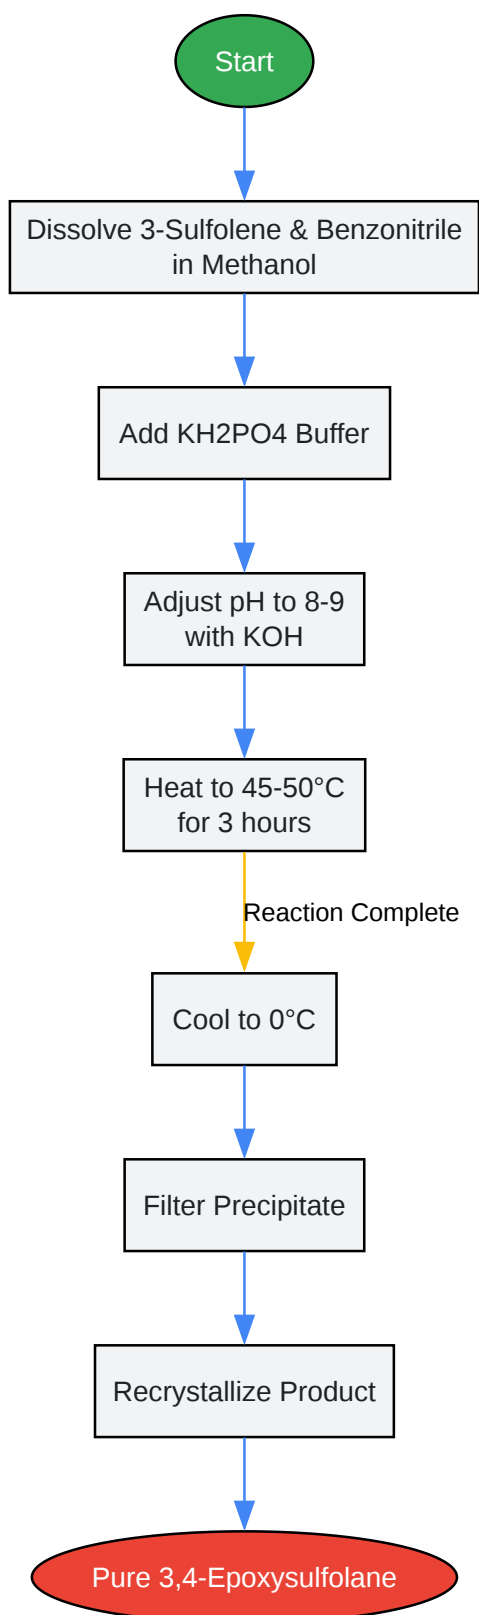 Start
Dissolve 3-Sulfolene & Benzonitrile
in Methanol
Add KH2PO4 Buffer
Adjust pH to 8-9
with KOH
Heat to 45-50°C
for 3 hours
Reaction Complete
Cool to 0°C
Filter Precipitate
Recrystallize Product
Pure 3,4-Epoxysulfolane